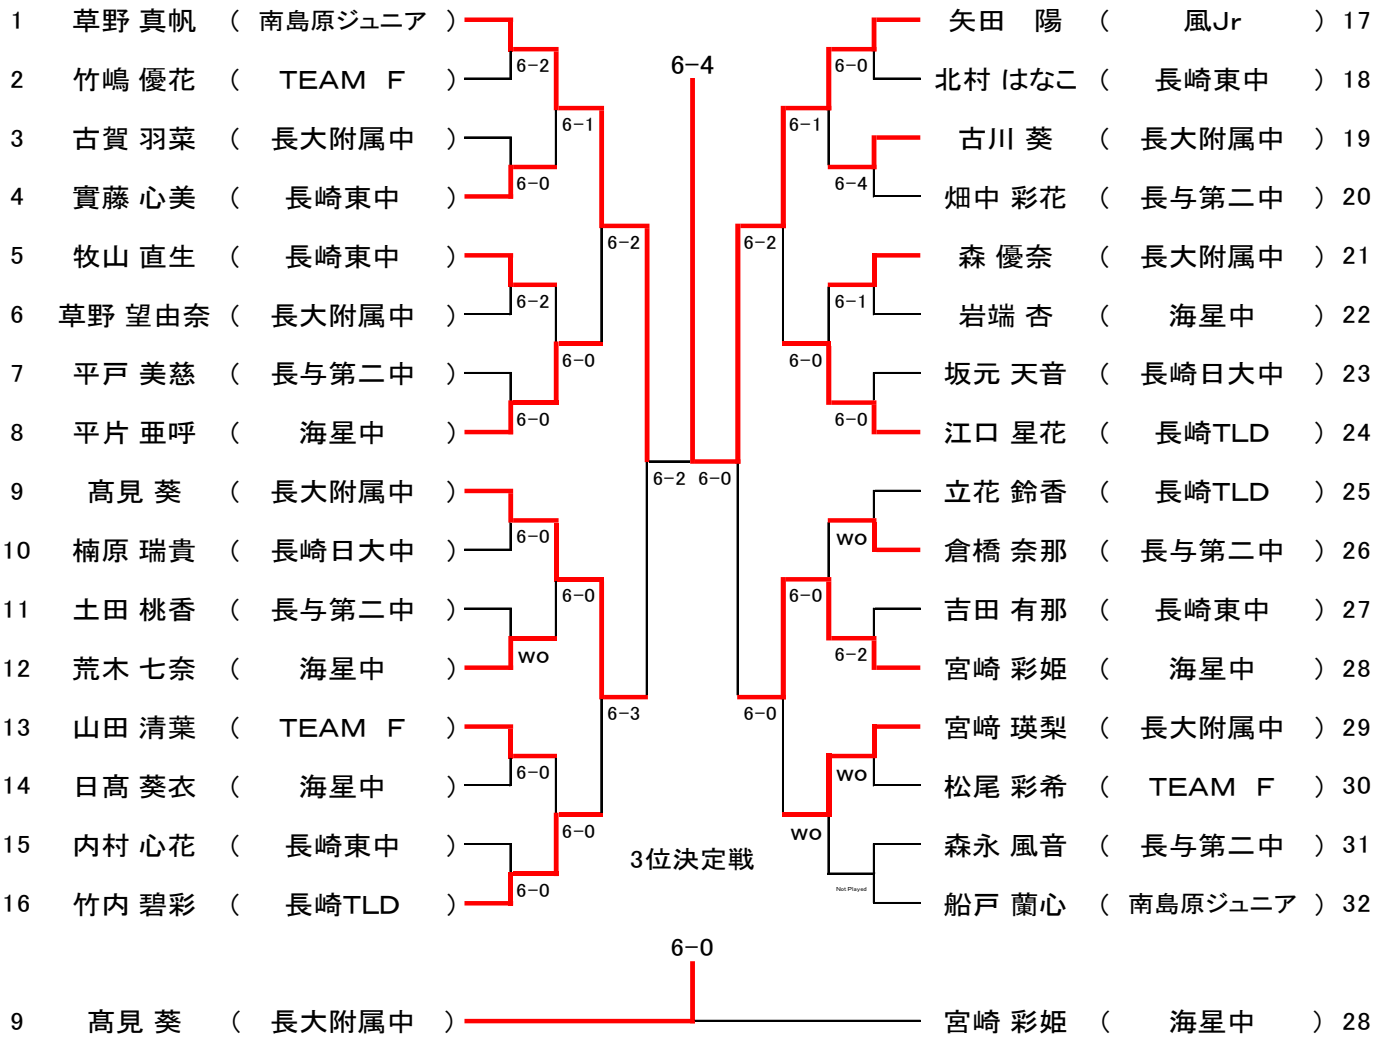 1 草野 真帆 ( 南島原ジュニア ) 矢田 陽 ( 風Jr ) 17
6-2 6-4 6-0
2 竹嶋 優花 ( TEAM F ) 北村 はなこ ( 長崎東中 ) 18
6-1 6-1
3 古賀 羽菜 ( 長大附属中 ) 古川 葵 ( 長大附属中 ) 19
6-0 6-4
4 實藤 心美 ( 長崎東中 ) 畑中 彩花 ( 長与第二中 ) 20
6-2 6-2
5 牧山 直生 ( 長崎東中 ) 森 優奈 ( 長大附属中 ) 21
6-2 6-1
6 草野 望由奈 ( 長大附属中 ) 岩端 杏 ( 海星中 ) 22
6-0 6-0
7 平戸 美慈 ( 長与第二中 ) 坂元 天音 ( 長崎日大中 ) 23
6-0 6-0
8 平片 亜呼 ( 海星中 ) 江口 星花 ( 長崎TLD ) 24
6-2 6-0
9 髙見 葵 ( 長大附属中 ) 立花 鈴香 ( 長崎TLD ) 25
6-0 wo
10 楠原 瑞貴 ( 長崎日大中 ) 倉橋 奈那 ( 長与第二中 ) 26
6-0 6-0
11 土田 桃香 ( 長与第二中 ) 吉田 有那 ( 長崎東中 ) 27
wo 6-2
12 荒木 七奈 ( 海星中 ) 宮崎 彩姫 ( 海星中 ) 28
6-3 6-0
13 山田 清葉 ( TEAM F ) 宮﨑 瑛梨 ( 長大附属中 ) 29
6-0 wo
14 日髙 葵衣 ( 海星中 ) 松尾 彩希 ( TEAM F ) 30
6-0 wo
15 内村 心花 ( 長崎東中 ) 3位決定戦 森永 風音 ( 長与第二中 ) 31
6-0 Not Played
16 竹内 碧彩 ( 長崎TLD ) 船戸 蘭心 ( 南島原ジュニア ) 32
6-0
9 髙見 葵 ( 長大附属中 ) 宮崎 彩姫 ( 海星中 ) 28